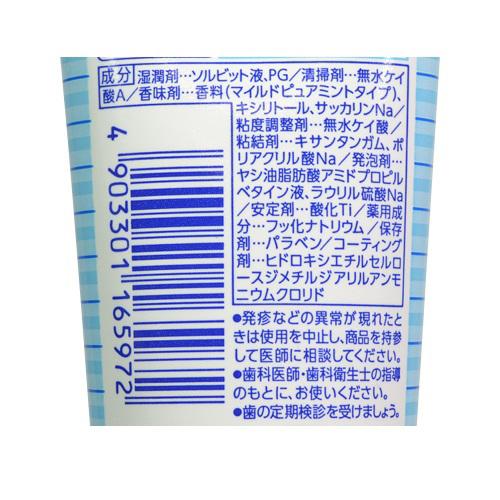 成分 湿潤剤…ソルビット液、PG/清掃剤…無水ケイ
酸A/香味剤…香料(マイルドピュアミントタイプ)、
キシリトール、サッカリンNa/
粘度調整剤…無水ケイ酸/
粘結剤…キサンタンガム、ポ
リアクリル酸Na/発泡剤…
ヤシ油脂肪酸アミドプロピル
ベタイン液、ラウリル硫酸Na
/安定剤…酸化Ti/薬用成
分…フッ化ナトリウム/保存
剤…パラベン/コーティング
剤…ヒドロキシエチルセルロ
ースジメチルジアリルアンモ
ニウムクロリド
●発疹などの異常が現れたと
きは使用を中止し、商品を持参
して医師に相談してください。
●歯科医師・歯科衛生士の指導
のもとに、お使いください。
●歯の定期検診を受けましょう。
4 903301 165972